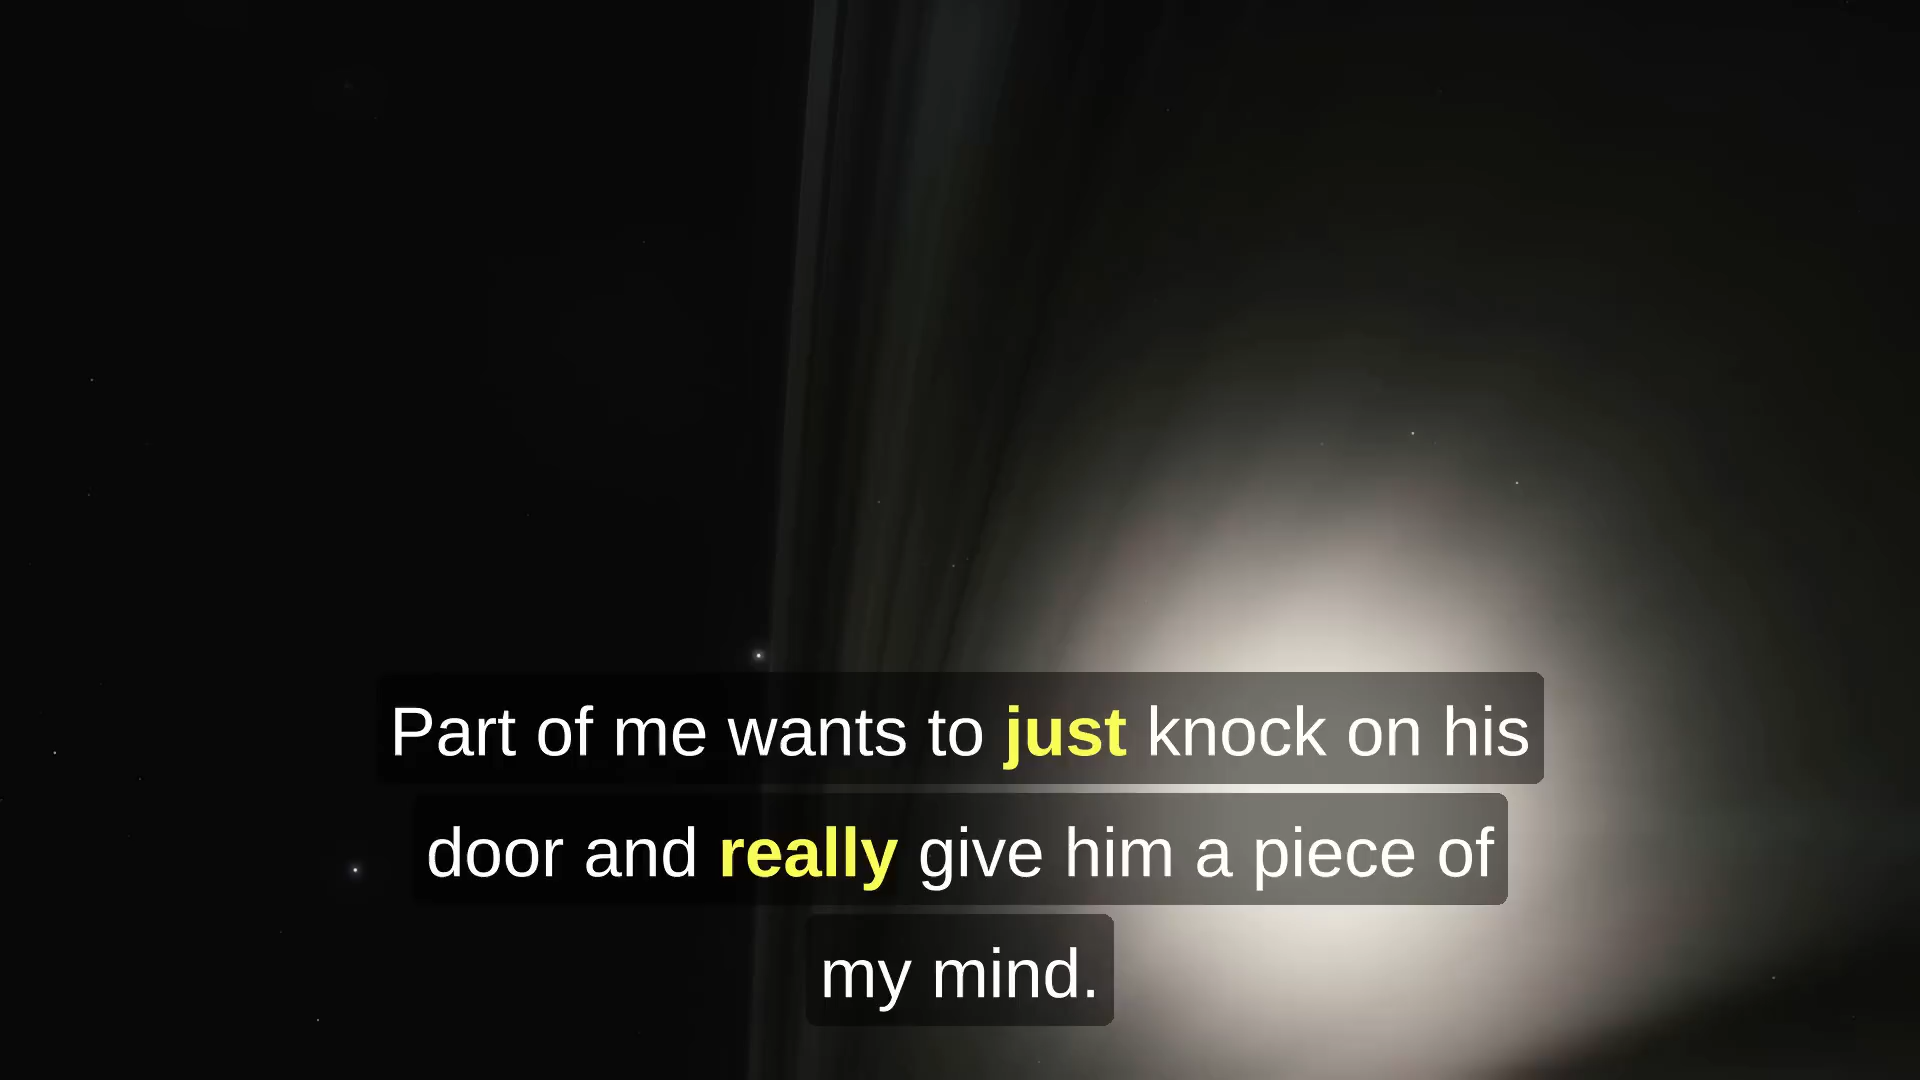 Part of me wants to just knock on his
door and really give him a piece of
my mind.